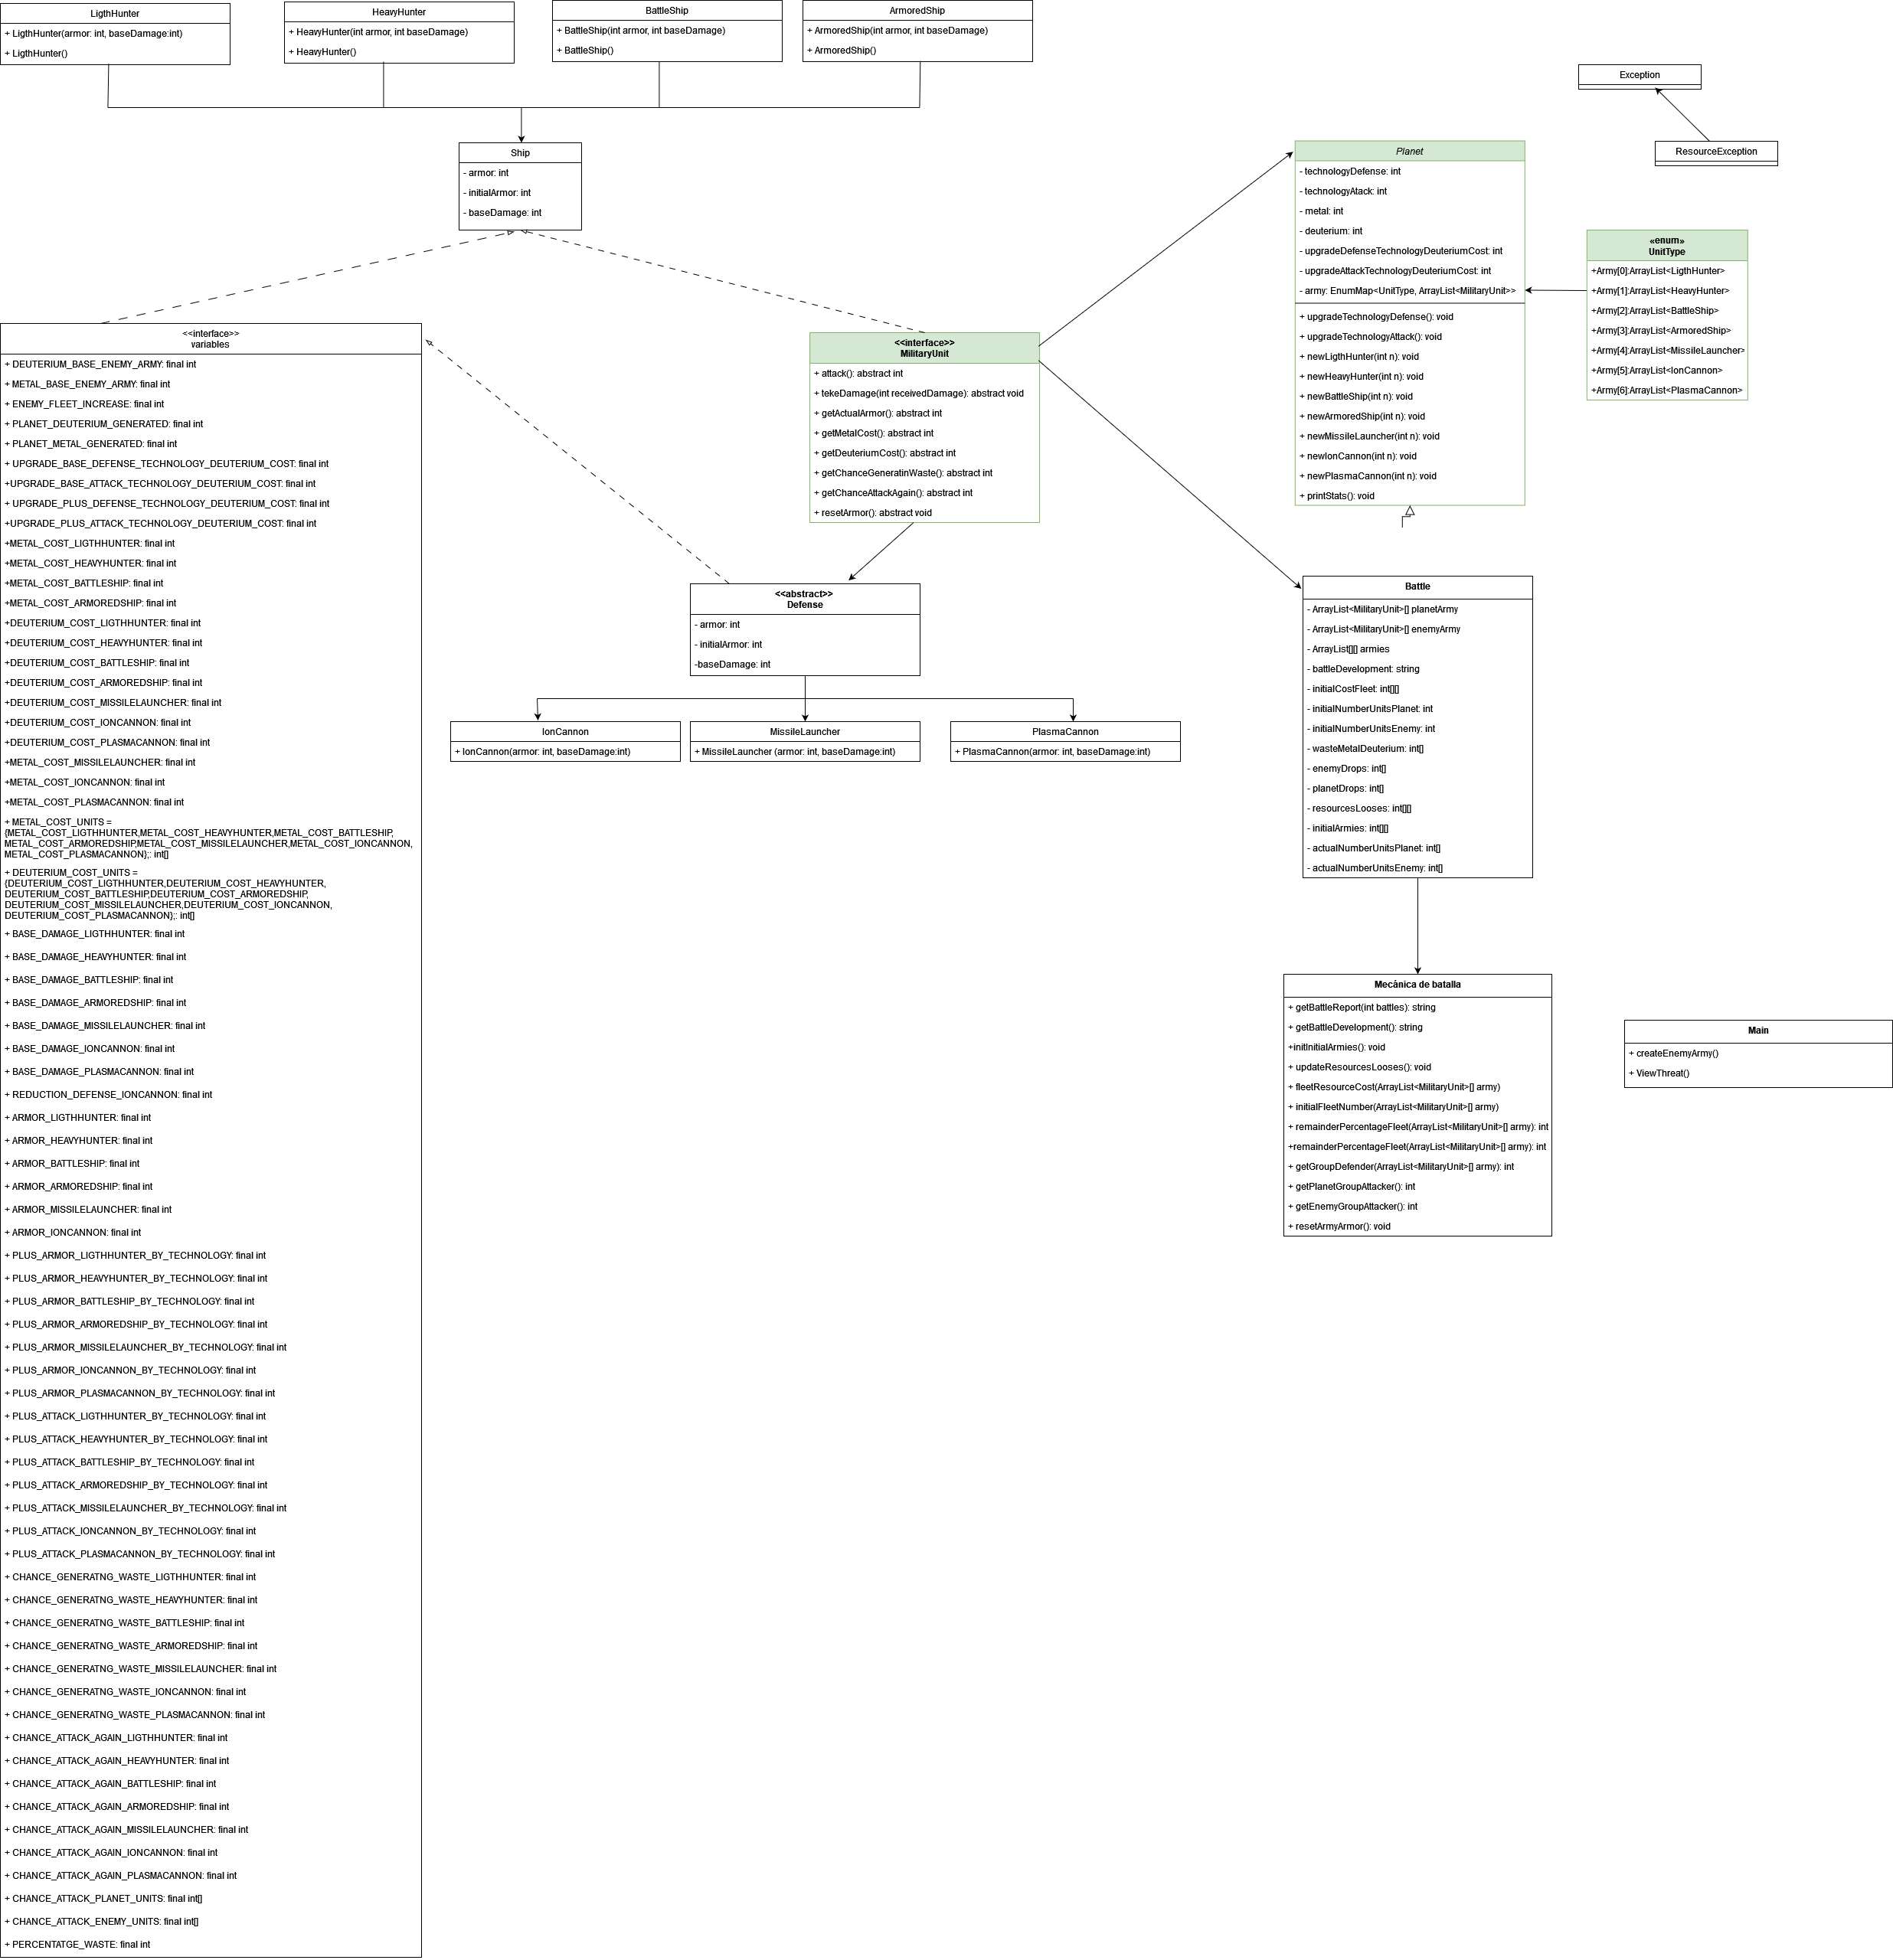 LigthHunter
+ LigthHunter(armor: int, baseDamage:int)
+ LigthHunter()
HeavyHunter
+ HeavyHunter(int armor, int baseDamage)
+ HeavyHunter()
BattleShip
+ BattleShip(int armor, int baseDamage)
+ BattleShip()
ArmoredShip
+ ArmoredShip(int armor, int baseDamage)
+ ArmoredShip()
Exception
ResourceException
Ship
- armor: int
- initialArmor: int
- baseDamage: int
Planet
- technologyDefense: int
- technologyAtack: int
- metal: int
- deuterium: int
- upgradeDefenseTechnologyDeuteriumCost: int
- upgradeAttackTechnologyDeuteriumCost: int
- army: EnumMap<UnitType, ArrayList<MilitaryUnit>>
+ upgradeTechnologyDefense(): void
+ upgradeTechnologyAttack(): void
+ newLigthHunter(int n): void
+ newHeavyHunter(int n): void
+ newBattleShip(int n): void
+ newArmoredShip(int n): void
+ newMissileLauncher(int n): void
+ newIonCannon(int n): void
+ newPlasmaCannon(int n): void
+ printStats(): void
«enum»
UnitType
+Army[0]:ArrayList<LigthHunter>
+Army[1]:ArrayList<HeavyHunter>
+Army[2]:ArrayList<BattleShip>
+Army[3]:ArrayList<ArmoredShip>
+Army[4]:ArrayList<MissileLauncher>
+Army[5]:ArrayList<IonCannon>
+Army[6]:ArrayList<PlasmaCannon>
<<interface>>
MilitaryUnit
+ attack(): abstract int
+ tekeDamage(int receivedDamage): abstract void
+ getActualArmor(): abstract int
+ getMetalCost(): abstract int
+ getDeuteriumCost(): abstract int
+ getChanceGeneratinWaste(): abstract int
+ getChanceAttackAgain(): abstract int
+ resetArmor(): abstract void
<<abstract>>
Defense
- armor: int
- initialArmor: int
-baseDamage: int
IonCannon
+ IonCannon(armor: int, baseDamage:int)
MissileLauncher
+ MissileLauncher (armor: int, baseDamage:int)
PlasmaCannon
+ PlasmaCannon(armor: int, baseDamage:int)
Battle
- ArrayList<MilitaryUnit>[] planetArmy
- ArrayList<MilitaryUnit>[] enemyArmy
- ArrayList[][] armies
- battleDevelopment: string
- initialCostFleet: int[][]
- initialNumberUnitsPlanet: int
- initialNumberUnitsEnemy: int
- wasteMetalDeuterium: int[]
- enemyDrops: int[]
- planetDrops: int[]
- resourcesLooses: int[][]
- initialArmies: int[][]
- actualNumberUnitsPlanet: int[]
- actualNumberUnitsEnemy: int[]
Mecânica de batalla
+ getBattleReport(int battles): string
+ getBattleDevelopment(): string
+initInitialArmies(): void
+ updateResourcesLooses(): void
+ fleetResourceCost(ArrayList<MilitaryUnit>[] army)
+ initialFleetNumber(ArrayList<MilitaryUnit>[] army)
+ remainderPercentageFleet(ArrayList<MilitaryUnit>[] army): int
+remainderPercentageFleet(ArrayList<MilitaryUnit>[] army): int
+ getGroupDefender(ArrayList<MilitaryUnit>[] army): int
+ getPlanetGroupAttacker(): int
+ getEnemyGroupAttacker(): int
+ resetArmyArmor(): void
Main
+ createEnemyArmy()
+ ViewThreat()
<<interface>>
variables
+ DEUTERIUM_BASE_ENEMY_ARMY: final int
+ METAL_BASE_ENEMY_ARMY: final int
+ ENEMY_FLEET_INCREASE: final int
+ PLANET_DEUTERIUM_GENERATED: final int
+ PLANET_METAL_GENERATED: final int
+ UPGRADE_BASE_DEFENSE_TECHNOLOGY_DEUTERIUM_COST: final int
+UPGRADE_BASE_ATTACK_TECHNOLOGY_DEUTERIUM_COST: final int
+ UPGRADE_PLUS_DEFENSE_TECHNOLOGY_DEUTERIUM_COST: final int
+UPGRADE_PLUS_ATTACK_TECHNOLOGY_DEUTERIUM_COST: final int
+METAL_COST_LIGTHHUNTER: final int
+METAL_COST_HEAVYHUNTER: final int
+METAL_COST_BATTLESHIP: final int
+METAL_COST_ARMOREDSHIP: final int
+DEUTERIUM_COST_LIGTHHUNTER: final int
+DEUTERIUM_COST_HEAVYHUNTER: final int
+DEUTERIUM_COST_BATTLESHIP: final int
+DEUTERIUM_COST_ARMOREDSHIP: final int
+DEUTERIUM_COST_MISSILELAUNCHER: final int
+DEUTERIUM_COST_IONCANNON: final int
+DEUTERIUM_COST_PLASMACANNON: final int
+METAL_COST_MISSILELAUNCHER: final int
+METAL_COST_IONCANNON: final int
+METAL_COST_PLASMACANNON: final int
+ METAL_COST_UNITS =
{METAL_COST_LIGTHHUNTER,METAL_COST_HEAVYHUNTER,METAL_COST_BATTLESHIP,
METAL_COST_ARMOREDSHIP,METAL_COST_MISSILELAUNCHER,METAL_COST_IONCANNON,
METAL_COST_PLASMACANNON};: int[]
+ DEUTERIUM_COST_UNITS =
{DEUTERIUM_COST_LIGTHHUNTER,DEUTERIUM_COST_HEAVYHUNTER,
DEUTERIUM_COST_BATTLESHIP,DEUTERIUM_COST_ARMOREDSHIP,
DEUTERIUM_COST_MISSILELAUNCHER,DEUTERIUM_COST_IONCANNON,
DEUTERIUM_COST_PLASMACANNON};: int[]
+ BASE_DAMAGE_LIGTHHUNTER: final int
+ BASE_DAMAGE_HEAVYHUNTER: final int
+ BASE_DAMAGE_BATTLESHIP: final int
+ BASE_DAMAGE_ARMOREDSHIP: final int
+ BASE_DAMAGE_MISSILELAUNCHER: final int
+ BASE_DAMAGE_IONCANNON: final int
+ BASE_DAMAGE_PLASMACANNON: final int
+ REDUCTION_DEFENSE_IONCANNON: final int
+ ARMOR_LIGTHHUNTER: final int
+ ARMOR_HEAVYHUNTER: final int
+ ARMOR_BATTLESHIP: final int
+ ARMOR_ARMOREDSHIP: final int
+ ARMOR_MISSILELAUNCHER: final int
+ ARMOR_IONCANNON: final int
+ PLUS_ARMOR_LIGTHHUNTER_BY_TECHNOLOGY: final int
+ PLUS_ARMOR_HEAVYHUNTER_BY_TECHNOLOGY: final int
+ PLUS_ARMOR_BATTLESHIP_BY_TECHNOLOGY: final int
+ PLUS_ARMOR_ARMOREDSHIP_BY_TECHNOLOGY: final int
+ PLUS_ARMOR_MISSILELAUNCHER_BY_TECHNOLOGY: final int
+ PLUS_ARMOR_IONCANNON_BY_TECHNOLOGY: final int
+ PLUS_ARMOR_PLASMACANNON_BY_TECHNOLOGY: final int
+ PLUS_ATTACK_LIGTHHUNTER_BY_TECHNOLOGY: final int
+ PLUS_ATTACK_HEAVYHUNTER_BY_TECHNOLOGY: final int
+ PLUS_ATTACK_BATTLESHIP_BY_TECHNOLOGY: final int
+ PLUS_ATTACK_ARMOREDSHIP_BY_TECHNOLOGY: final int
+ PLUS_ATTACK_MISSILELAUNCHER_BY_TECHNOLOGY: final int
+ PLUS_ATTACK_IONCANNON_BY_TECHNOLOGY: final int
+ PLUS_ATTACK_PLASMACANNON_BY_TECHNOLOGY: final int
+ CHANCE_GENERATNG_WASTE_LIGTHHUNTER: final int
+ CHANCE_GENERATNG_WASTE_HEAVYHUNTER: final int
+ CHANCE_GENERATNG_WASTE_BATTLESHIP: final int
+ CHANCE_GENERATNG_WASTE_ARMOREDSHIP: final int
+ CHANCE_GENERATNG_WASTE_MISSILELAUNCHER: final int
+ CHANCE_GENERATNG_WASTE_IONCANNON: final int
+ CHANCE_GENERATNG_WASTE_PLASMACANNON: final int
+ CHANCE_ATTACK_AGAIN_LIGTHHUNTER: final int
+ CHANCE_ATTACK_AGAIN_HEAVYHUNTER: final int
+ CHANCE_ATTACK_AGAIN_BATTLESHIP: final int
+ CHANCE_ATTACK_AGAIN_ARMOREDSHIP: final int
+ CHANCE_ATTACK_AGAIN_MISSILELAUNCHER: final int
+ CHANCE_ATTACK_AGAIN_IONCANNON: final int
+ CHANCE_ATTACK_AGAIN_PLASMACANNON: final int
+ CHANCE_ATTACK_PLANET_UNITS: final int[]
+ CHANCE_ATTACK_ENEMY_UNITS: final int[]
+ PERCENTATGE_WASTE: final int